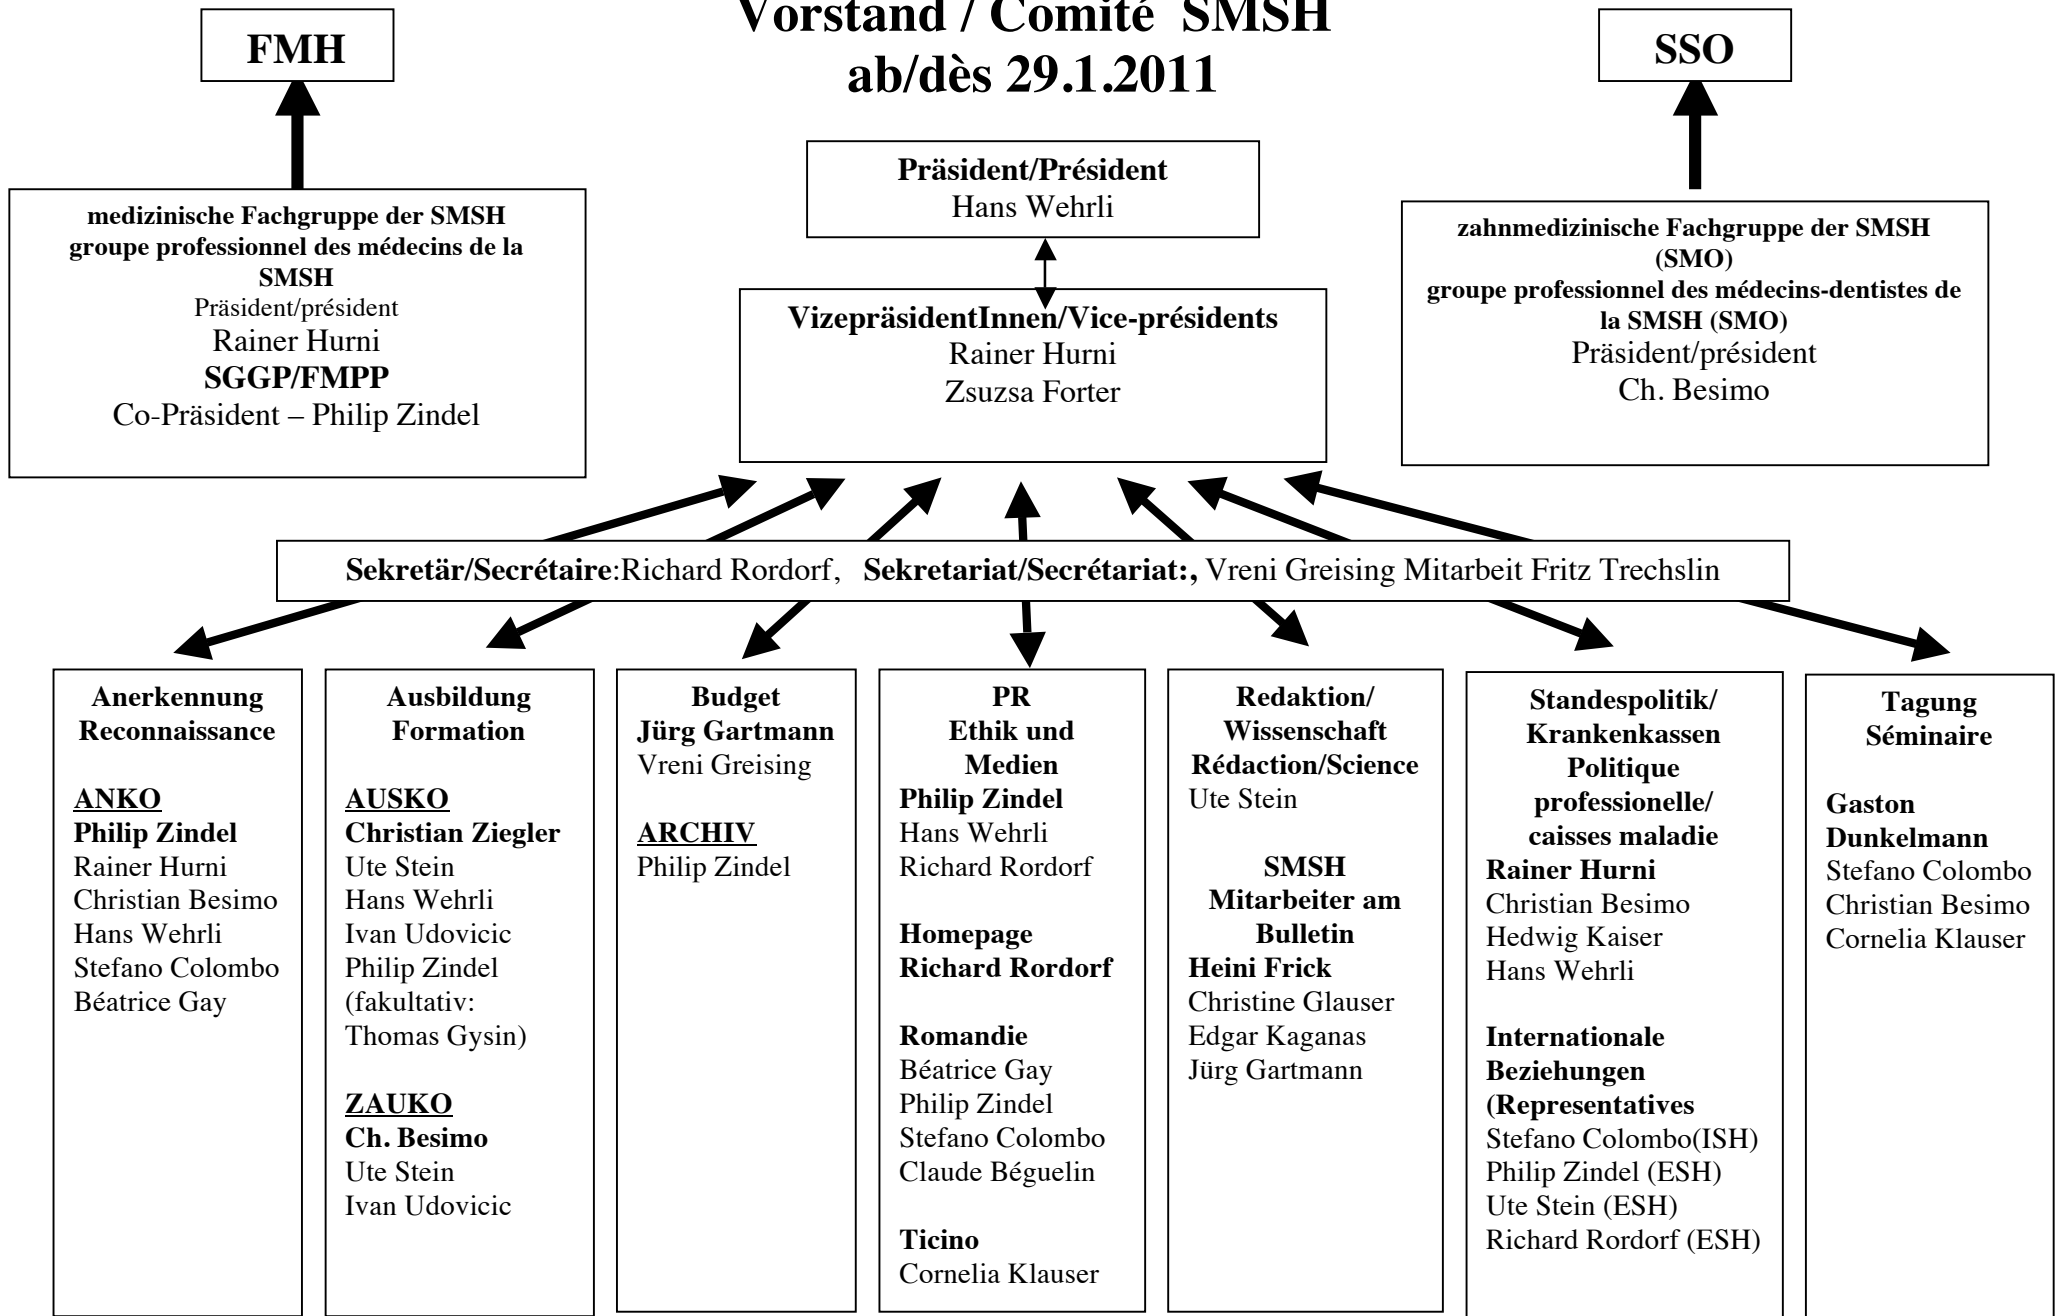 Vorstand / Comité SMSH
ab/dès 29.1.2011
FMH
SSO
Präsident/Président
Hans Wehrli
medizinische Fachgruppe der SMSH
groupe professionnel des médecins de la
SMSH
Präsident/président
Rainer Hurni
SGGP/FMPP
Co-Präsident – Philip Zindel
VizepräsidentInnen/Vice-présidents
Rainer Hurni
Zsuzsa Forter
zahnmedizinische Fachgruppe der SMSH
(SMO)
groupe professionnel des médecins-dentistes de
la SMSH (SMO)
Präsident/président
Ch. Besimo
Sekretär/Secrétaire:Richard Rordorf, Sekretariat/Secrétariat:, Vreni Greising Mitarbeit Fritz Trechslin
Anerkennung
Reconnaissance
ANKO
Philip Zindel
Rainer Hurni
Christian Besimo
Hans Wehrli
Stefano Colombo
Béatrice Gay
Ausbildung
Formation
AUSKO
Christian Ziegler
Ute Stein
Hans Wehrli
Ivan Udovicic
Philip Zindel
(fakultativ:
Thomas Gysin)
ZAUKO
Ch. Besimo
Ute Stein
Ivan Udovicic
Budget
Jürg Gartmann
Vreni Greising
ARCHIV
Philip Zindel
PR
Ethik und
Medien
Philip Zindel
Hans Wehrli
Richard Rordorf
Homepage
Richard Rordorf
Romandie
Béatrice Gay
Philip Zindel
Stefano Colombo
Claude Béguelin
Ticino
Cornelia Klauser
Redaktion/
Wissenschaft
Rédaction/Science
Ute Stein
SMSH
Mitarbeiter am
Bulletin
Heini Frick
Christine Glauser
Edgar Kaganas
Jürg Gartmann
Standespolitik/
Krankenkassen
Politique
professionelle/
caisses maladie
Rainer Hurni
Christian Besimo
Hedwig Kaiser
Hans Wehrli
Internationale
Beziehungen
(Representatives
Stefano Colombo(ISH)
Philip Zindel (ESH)
Ute Stein (ESH)
Richard Rordorf (ESH)
Tagung
Séminaire
Gaston
Dunkelmann
Stefano Colombo
Christian Besimo
Cornelia Klauser